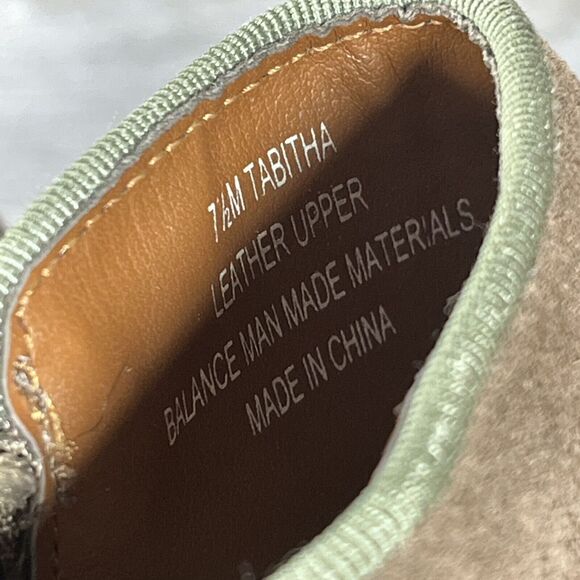 7½M TABITHA
LEATHER UPPER
BALANCE MAN MADE MATERIALS
MADE IN CHINA